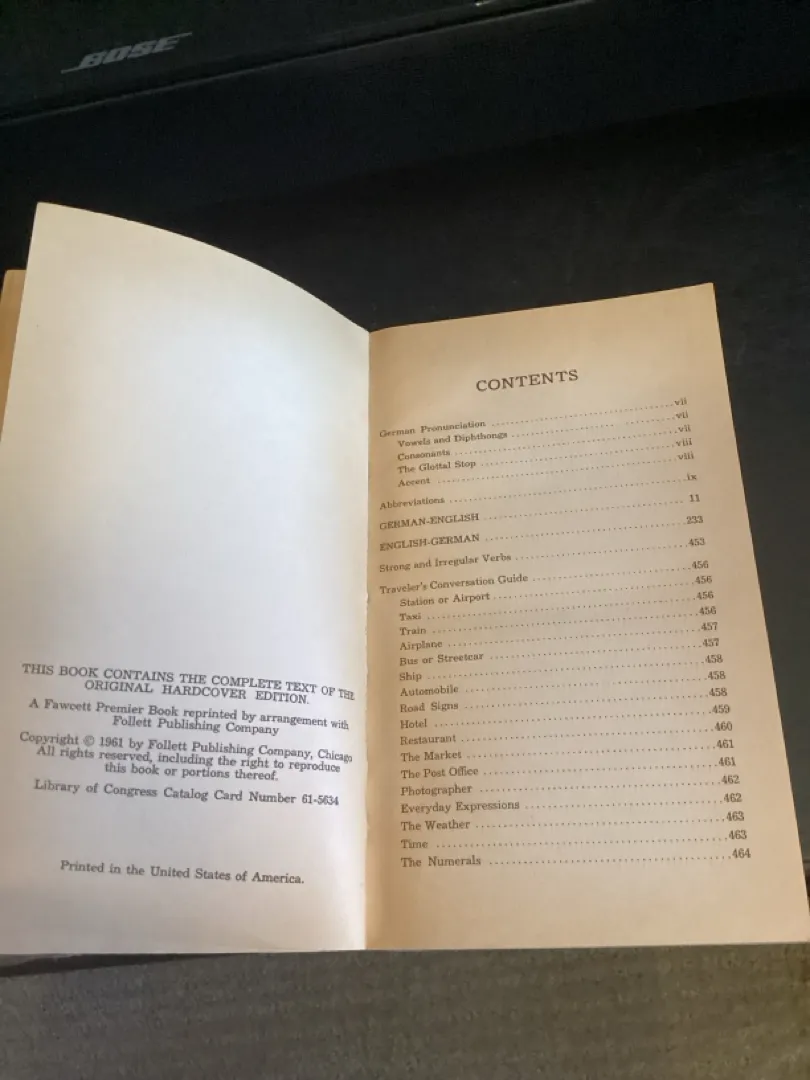 BOSE
THIS BOOK CONTAINS THE COMPLETE TEXT OF THE
ORIGINAL HARDCOVER EDITION.
A Fawcett Premier Book reprinted by arrangement with
Follett Publishing Company
Copyright © 1961 by Follett Publishing Company, Chicago
All rights reserved, including the right to reproduce
this book or portions thereof.
Library of Congress Catalog Card Number 61-5634
Printed in the United States of America.
CONTENTS
German Pronunciation ........ vii
Vowels and Diphthongs ........ vii
Consonants ........ vii
The Glottal Stop ........ viii
Accent ........ viii
Abbreviations ........ ix
GERMAN-ENGLISH ........ 11
ENGLISH-GERMAN ........ 233
Strong and Irregular Verbs ........ 453
Traveler's Conversation Guide ........ 456
Station or Airport ........ 456
Taxi ........ 456
Train ........ 456
Airplane ........ 457
Bus or Streetcar ........ 457
Ship ........ 458
Automobile ........ 458
Road Signs ........ 458
Hotel ........ 459
Restaurant ........ 460
The Market ........ 461
The Post Office ........ 461
Photographer ........ 462
Everyday Expressions ........ 462
The Weather ........ 463
Time ........ 463
The Numerals ........ 464